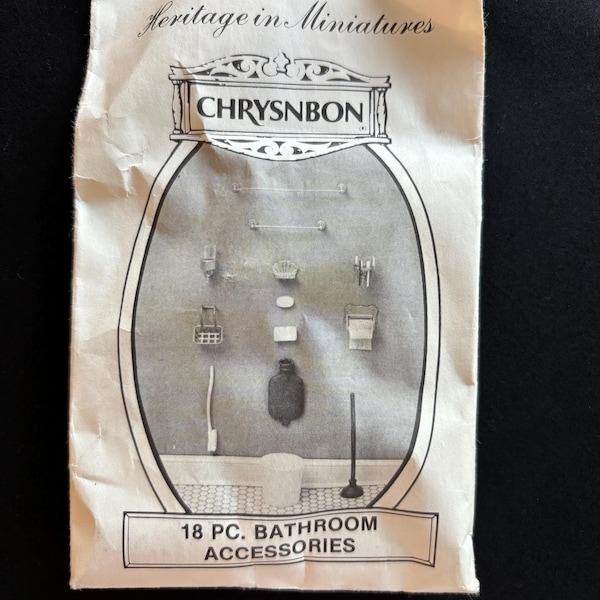 Heritage in Miniatures
CHRYSNBON®
18 PC. BATHROOM
ACCESSORIES